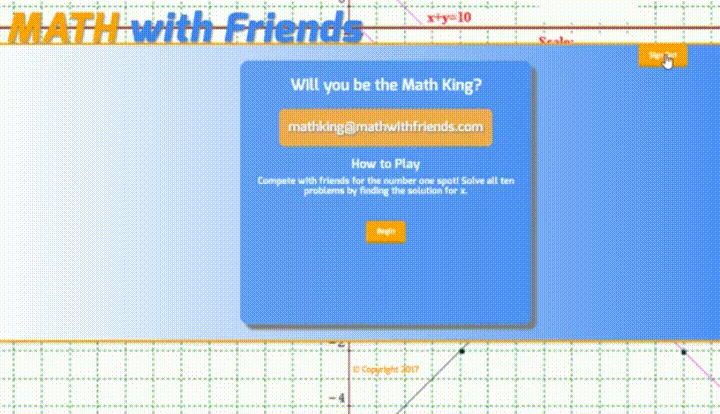 MATH with Friends
x+y=10
Scale:
Sign Out
Will you be the Math King?
mathking@mathwithfriends.com
How to Play
Compete with friends for the number one spot! Solve all ten
problems by finding the solution for x.
Begin
-2
© Copyright 2017
-4